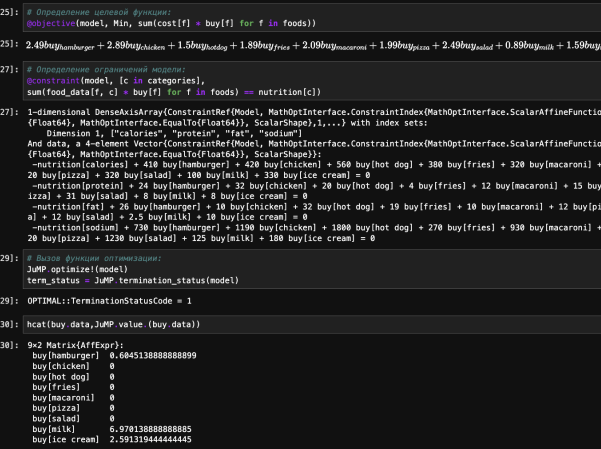 25]: # Определение целевой функции:
@objective(model, Min, sum(cost[f] * buy[f] for f in foods))
25]: 2.49buyhamburger + 2.89buychicken + 1.5buyhotdog + 1.89buyfries + 2.09buymacaroni + 1.99buypizza + 2.49buysalad + 0.89buymilk + 1.59buy
27]: # Определение ограничений модели:
@constraint(model, [c in categories],
sum(food_data[f, c] * buy[f] for f in foods) == nutrition[c])
27]: 1-dimensional DenseAxisArray{ConstraintRef{Model, MathOptInterface.ConstraintIndex{MathOptInterface.ScalarAffineFunc
{Float64}, MathOptInterface.EqualTo{Float64}}, ScalarShape},1,...} with index sets:
Dimension 1, ["calories", "protein", "fat", "sodium"]
And data, a 4-element Vector{ConstraintRef{Model, MathOptInterface.ConstraintIndex{MathOptInterface.ScalarAffineFunc
{Float64}, MathOptInterface.EqualTo{Float64}}, ScalarShape}}:
-nutrition[calories] + 410 buy[hamburger] + 420 buy[chicken] + 560 buy[hot dog] + 380 buy[fries] + 320 buy[macaroni] +
20 buy[pizza] + 320 buy[salad] + 100 buy[milk] + 330 buy[ice cream] = 0
-nutrition[protein] + 24 buy[hamburger] + 32 buy[chicken] + 20 buy[hot dog] + 4 buy[fries] + 12 buy[macaroni] + 15 buy
izza] + 31 buy[salad] + 8 buy[milk] + 8 buy[ice cream] = 0
-nutrition[fat] + 26 buy[hamburger] + 10 buy[chicken] + 32 buy[hot dog] + 19 buy[fries] + 10 buy[macaroni] + 12 buy[pi
a] + 12 buy[salad] + 2.5 buy[milk] + 10 buy[ice cream] = 0
-nutrition[sodium] + 730 buy[hamburger] + 1190 buy[chicken] + 1800 buy[hot dog] + 270 buy[fries] + 930 buy[macaroni] +
20 buy[pizza] + 1230 buy[salad] + 125 buy[milk] + 180 buy[ice cream] = 0
29]: # Вызов функции оптимизации:
JuMP.optimize!(model)
term_status = JuMP.termination_status(model)
29]: OPTIMAL::TerminationStatusCode = 1
30]: hcat(buy.data,JuMP.value.(buy.data))
30]: 9×2 Matrix{AffExpr}:
buy[hamburger] 0.6045138888888899
buy[chicken] 0
buy[hot dog] 0
buy[fries] 0
buy[macaroni] 0
buy[pizza] 0
buy[salad] 0
buy[milk] 6.970138888888885
buy[ice cream] 2.591319444444445